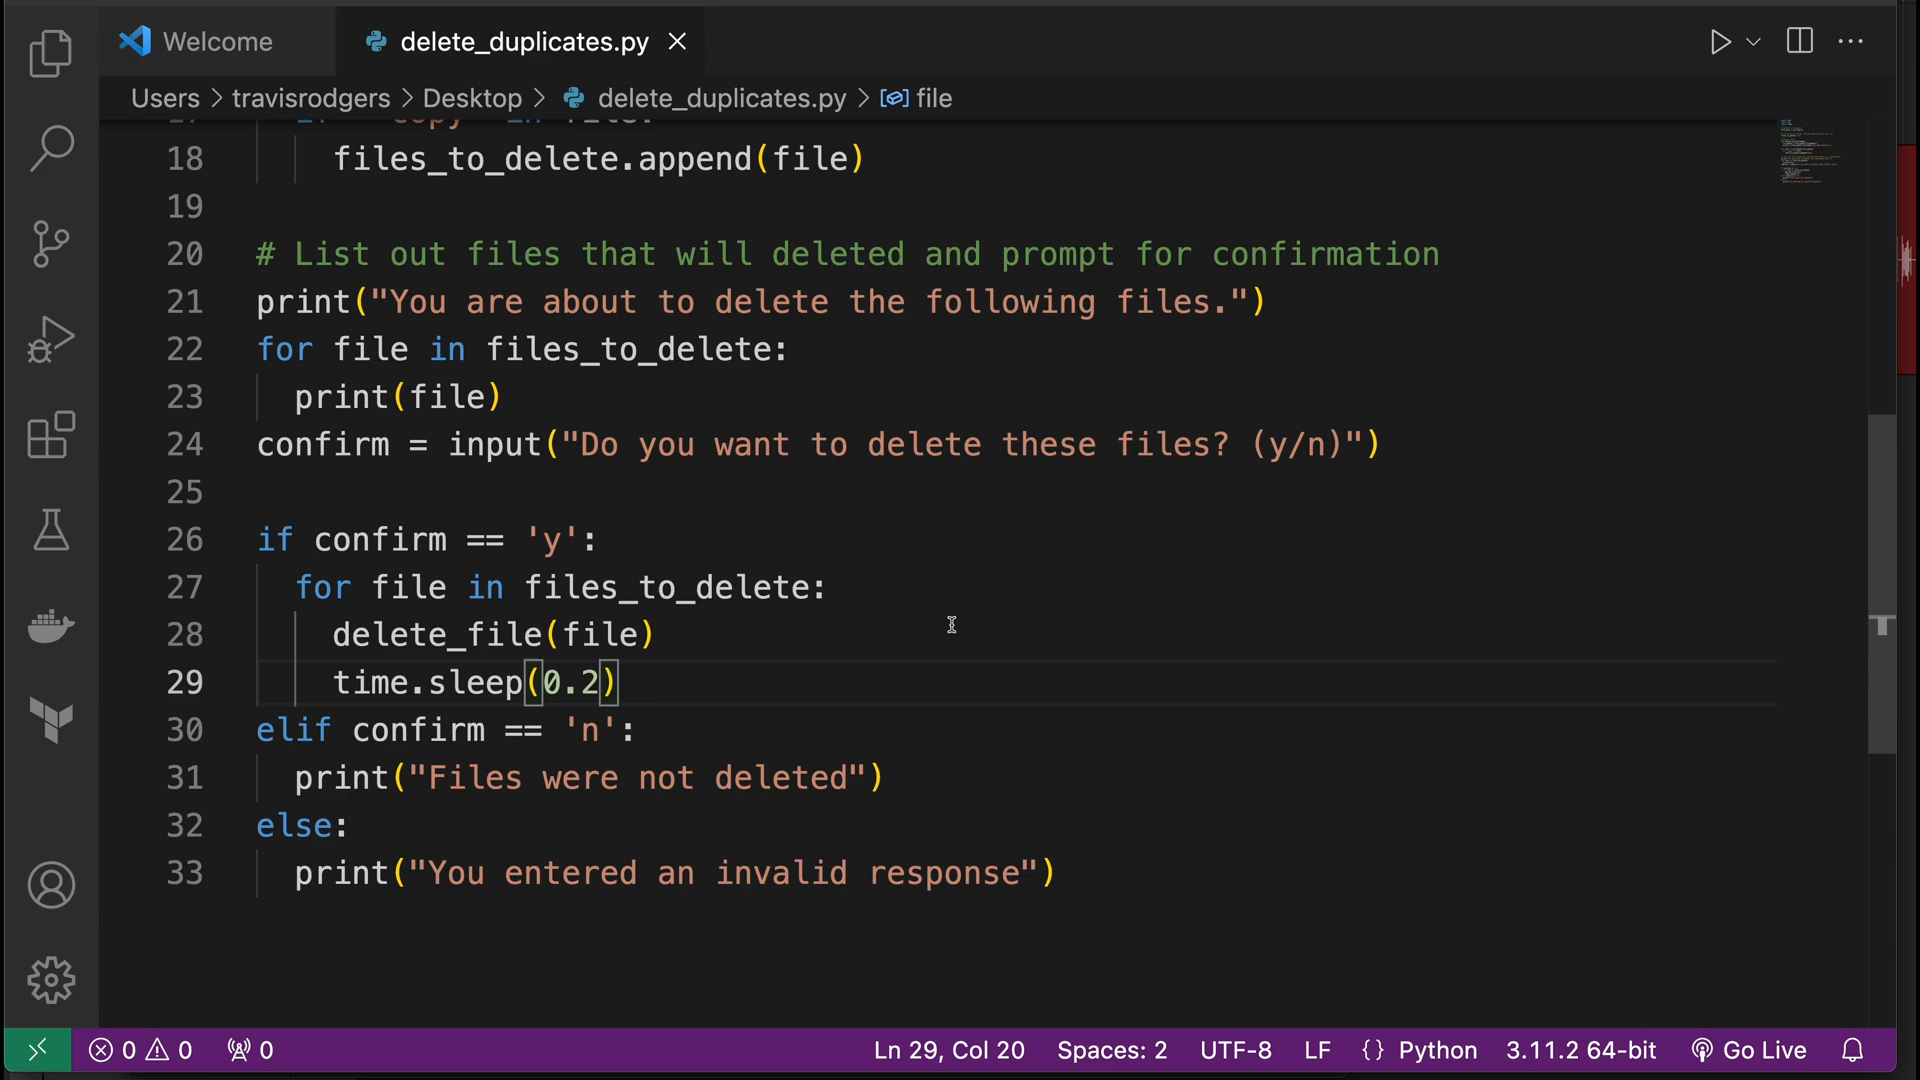 Welcome
delete_duplicates.py
Users > travisrodgers > Desktop > delete_duplicates.py > file
18 files_to_delete.append(file)
19
20 # List out files that will deleted and prompt for confirmation
21 print("You are about to delete the following files.")
22 for file in files_to_delete:
23 print(file)
24 confirm = input("Do you want to delete these files? (y/n)")
25
26 if confirm == 'y':
27 for file in files_to_delete:
28 delete_file(file)
29 time.sleep(0.2)
30 elif confirm == 'n':
31 print("Files were not deleted")
32 else:
33 print("You entered an invalid response")
0 0 0 Ln 29, Col 20 Spaces: 2 UTF-8 LF {} Python 3.11.2 64-bit Go Live